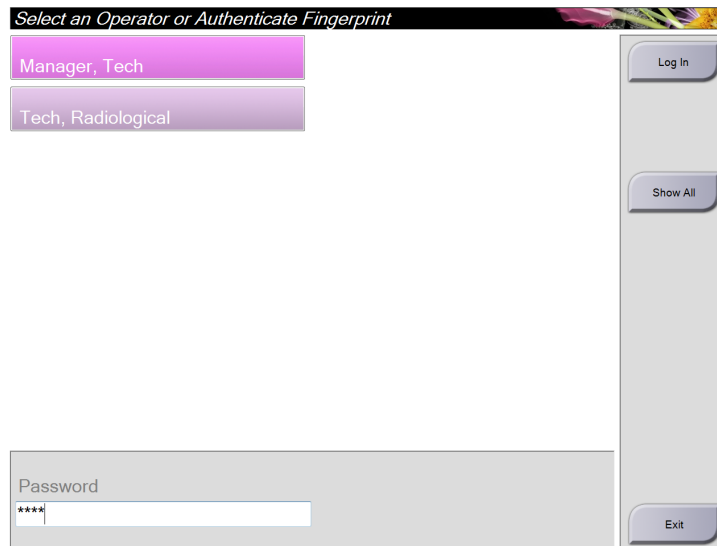 Select an Operator or Authenticate Fingerprint
Manager, Tech
Tech, Radiological
Log In
Show All
Password
****
Exit